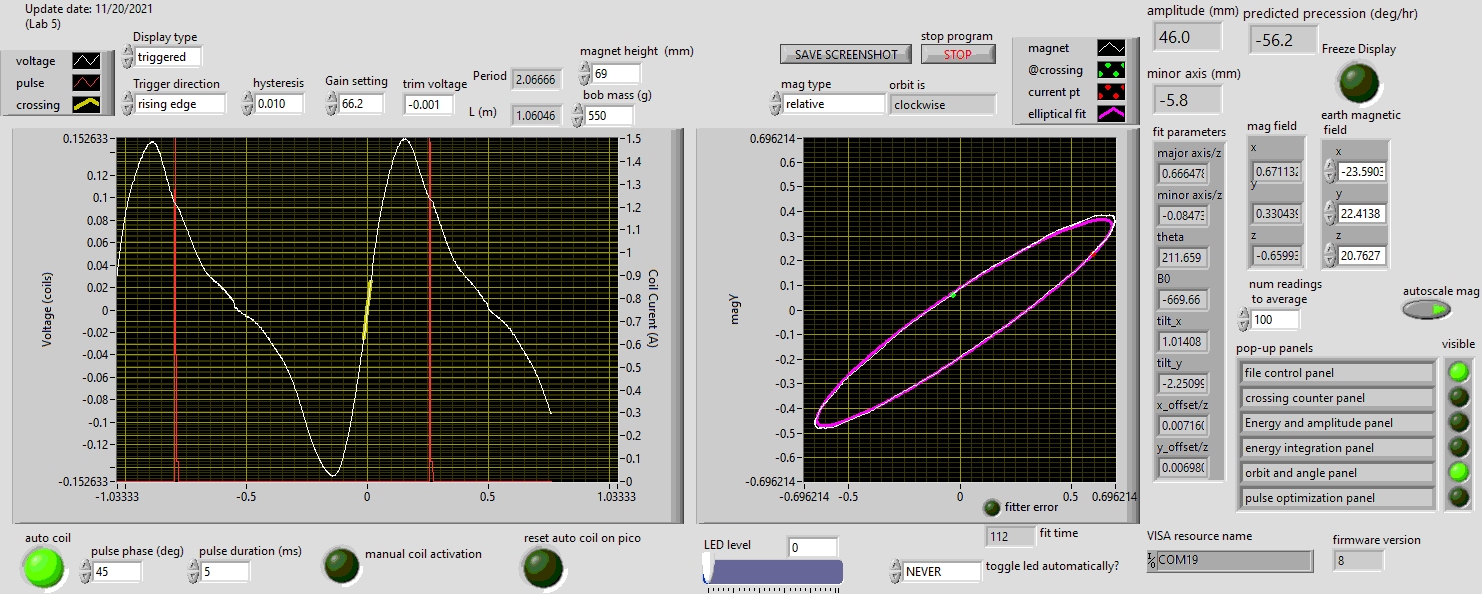 Update date: 11/20/2021
(Lab 5)
voltage
pulse
crossing
Display type
triggered
Trigger direction
rising edge
hysteresis
0.010
Gain setting
66.2
trim voltage
-0.001
Period
2.06666
L (m)
1.06046
magnet height (mm)
69
bob mass (g)
550
SAVE SCREENSHOT
stop program
STOP
mag type
relative
orbit is
clockwise
magnet
@crossing
current pt
elliptical fit
amplitude (mm)
46.0
predicted precession (deg/hr)
-56.2
minor axis (mm)
-5.8
Freeze Display
Voltage (coils)
0.152633
0.12
0.1
0.08
0.06
0.04
0.02
0
-0.02
-0.04
-0.06
-0.08
-0.1
-0.12
-0.152633
-1.03333
-0.5
0
0.5
1.03333
1.5
1.4
1.3
1.2
1.1
1
0.9
0.8
0.7
0.6
0.5
0.4
0.3
0.2
0.1
0
Coil Curent (A)
magy
0.696214
0.6
0.5
0.4
0.3
0.2
0.1
0
-0.1
-0.2
-0.3
-0.4
-0.5
-0.6
-0.696214
-0.696214
-0.5
0
0.5
0.696214
fitter error
fit parameters
major axis/z
0.666478
minor axis/z
-0.08473
theta
211.659
B0
-669.66
tilt_x
1.01408
tilt_y
-2.25099
x_offset/z
0.007160
y_offset/z
0.006980
mag field
x
0.671132
y
0.330439
z
-0.65993
earth magnetic
field
x
-23.5903
y
22.4138
z
20.7627
num readings
to average
100
autoscale mag
pop-up panels
visible
file control panel
crossing counter panel
Energy and amplitude panel
energy integration panel
orbit and angle panel
pulse optimization panel
auto coil
pulse phase (deg)
45
pulse duration (ms)
5
manual coil activation
reset auto coil on pico
LED level
0
112
fit time
NEVER
toggle led automatically?
VISA resource name
COM19
firmware version
8